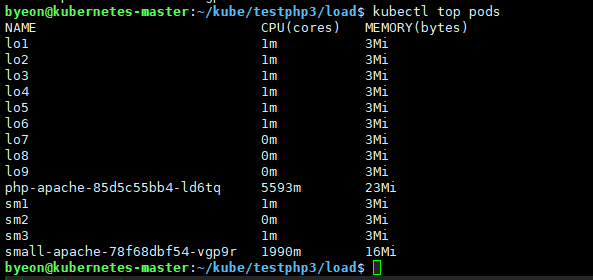 byeon@kubernetes-master:~/kube/testphp3/load$ kubectl top pods
NAME CPU(cores) MEMORY(bytes)
lo1 1m 3Mi
lo2 1m 3Mi
lo3 1m 3Mi
lo4 1m 3Mi
lo5 1m 3Mi
lo6 1m 3Mi
lo7 0m 3Mi
lo8 0m 3Mi
lo9 0m 3Mi
php-apache-85d5c55bb4-ld6tq 5593m 23Mi
sm1 1m 3Mi
sm2 0m 3Mi
sm3 1m 3Mi
small-apache-78f68dbf54-vgp9r 1990m 16Mi
byeon@kubernetes-master:~/kube/testphp3/load$